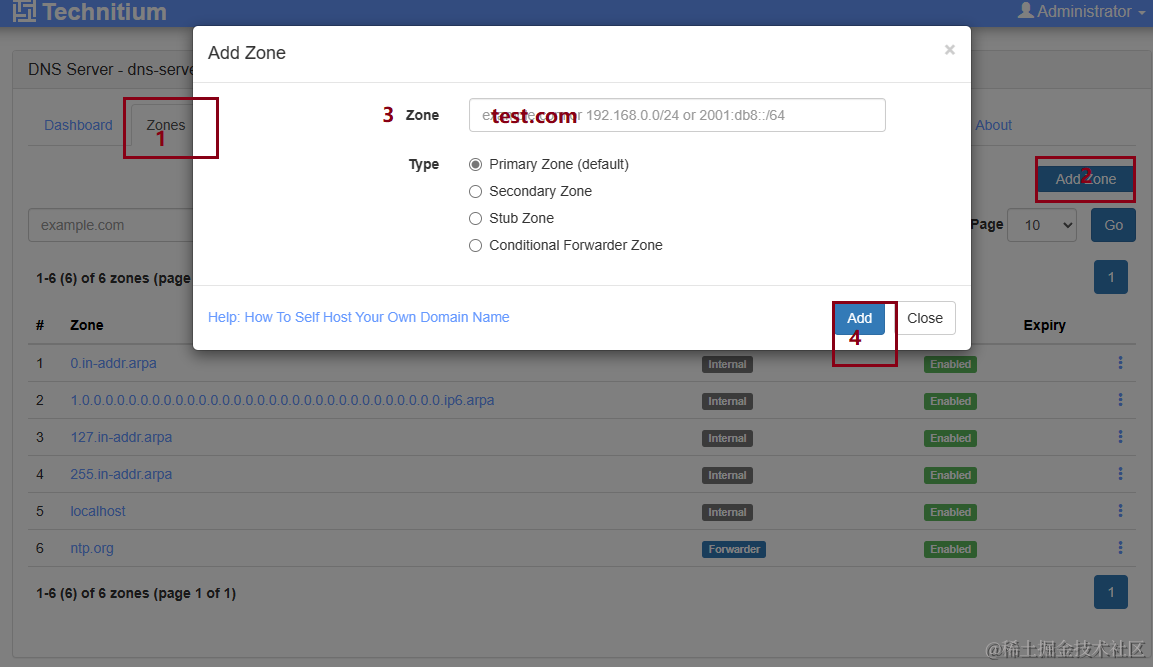 Technitium
Administrator
Add Zone
×
DNS Server - dns-serve
3 Zone test.com
example.com or 192.168.0.0/24 or 2001:db8::/64
Dashboard Zones About
1
Type Primary Zone (default)
Secondary Zone
Stub Zone
Conditional Forwarder Zone
Add Zone
2
example.com
Page 10 Go
1-6 (6) of 6 zones (page
1
Help: How To Self Host Your Own Domain Name
Add Close
4
# Zone Expiry
1 0.in-addr.arpa Internal Enabled
2 1.0.0.0.0.0.0.0.0.0.0.0.0.0.0.0.0.0.0.0.0.0.0.0.0.0.0.0.0.0.0.0.ip6.arpa Internal Enabled
3 127.in-addr.arpa Internal Enabled
4 255.in-addr.arpa Internal Enabled
5 localhost Internal Enabled
6 ntp.org Forwarder Enabled
1-6 (6) of 6 zones (page 1 of 1)
1
@稀土掘金技术社区